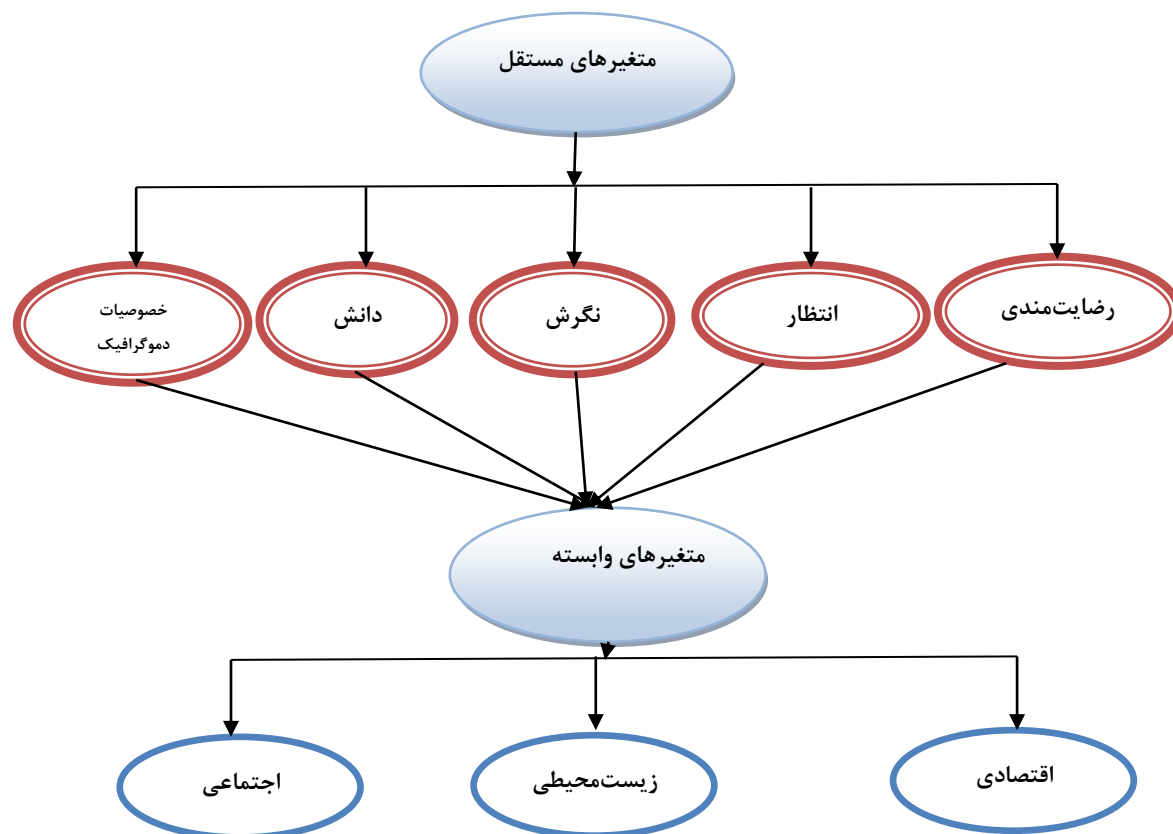 متغیرهای مستقل
رضایت‌مندی
انتظار
نگرش
دانش
خصوصیات
دموگرافیک
متغیرهای وابسته
اقتصادی
زیست‌محیطی
اجتماعی